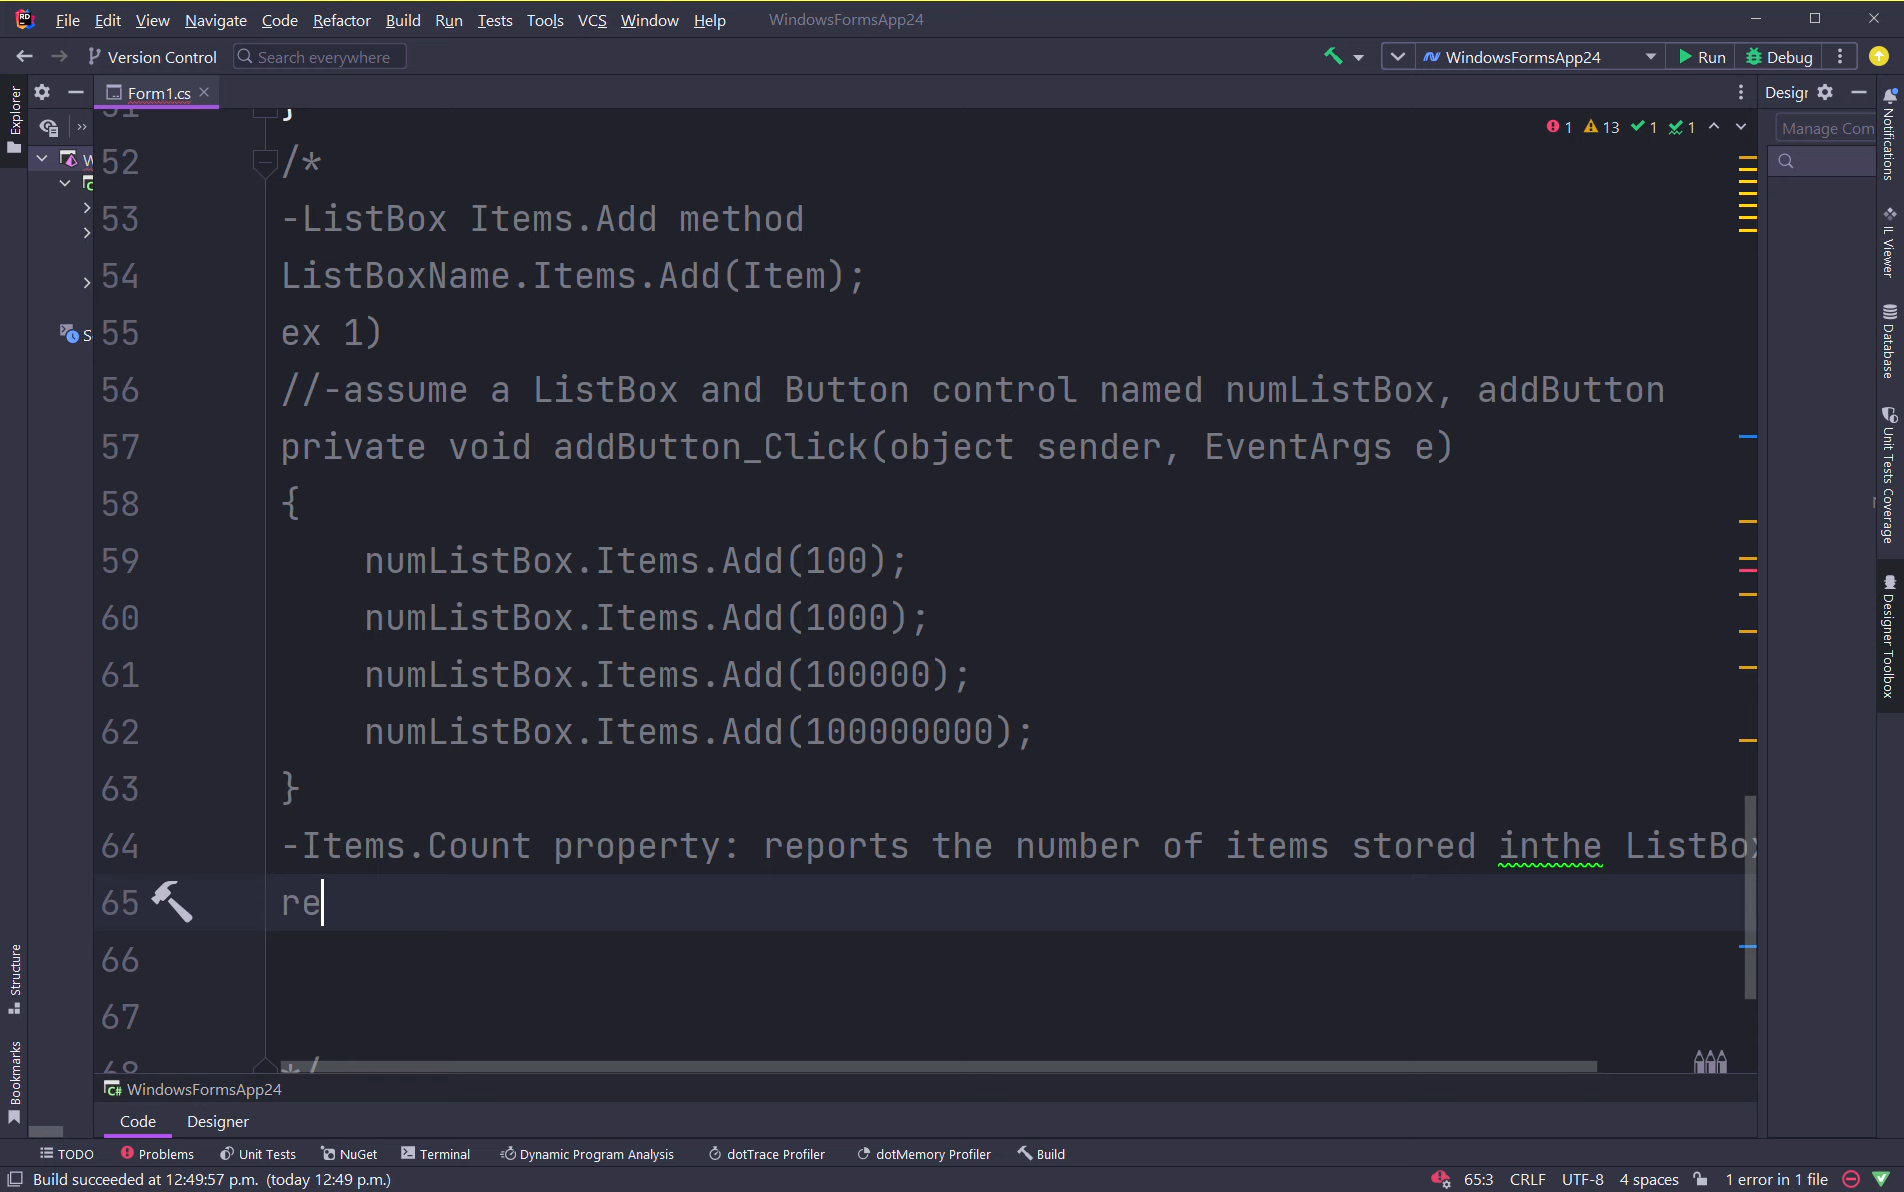 File Edit View Navigate Code Refactor Build Run Tests Tools VCS Window Help WindowsFormsApp24
Version Control Search everywhere WindowsFormsApp24 Run Debug
Explorer
Form1.cs
Design
Notifications
1 13 1 1
Manage Com
51 }
52 /*
53 -ListBox Items.Add method
54 ListBoxName.Items.Add(Item);
55 ex 1)
56 //-assume a ListBox and Button control named numListBox, addButton
57 private void addButton_Click(object sender, EventArgs e)
58 {
59 numListBox.Items.Add(100);
60 numListBox.Items.Add(1000);
61 numListBox.Items.Add(100000);
62 numListBox.Items.Add(100000000);
63 }
64 -Items.Count property: reports the number of items stored inthe ListBox
65 re
66
67
68 */
IL Viewer
Database
Unit Tests Coverage
Designer Toolbox
Structure
Bookmarks
C# WindowsFormsApp24
Code Designer
TODO Problems Unit Tests NuGet Terminal Dynamic Program Analysis dotTrace Profiler dotMemory Profiler Build
Build succeeded at 12:49:57 p.m. (today 12:49 p.m.) 65:3 CRLF UTF-8 4 spaces 1 error in 1 file